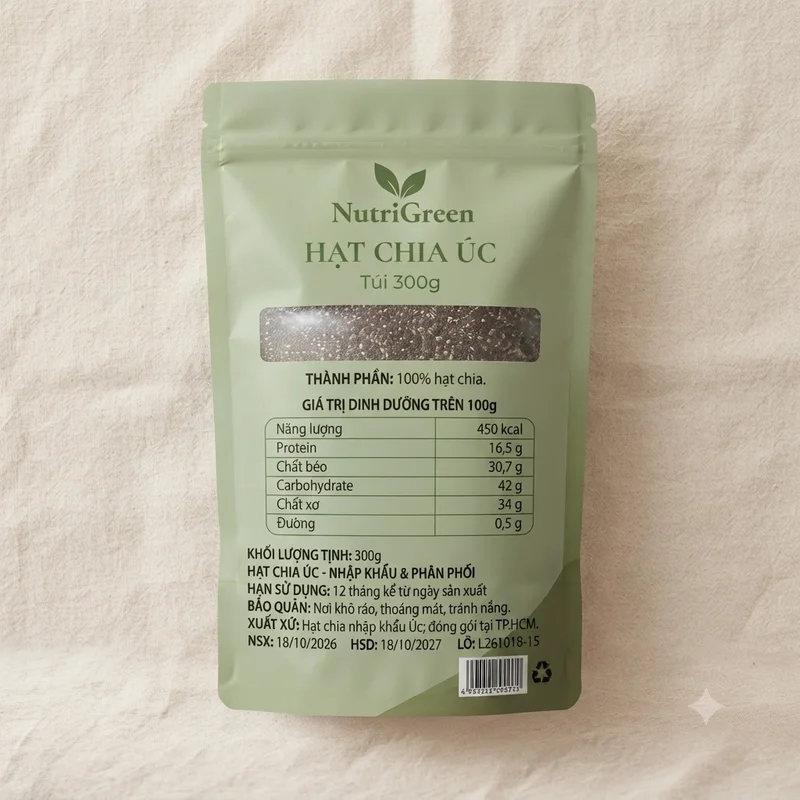 NutriGreen
HẠT CHIA ÚC
Túi 300g
THÀNH PHẦN: 100% hạt chia.
GIÁ TRỊ DINH DƯỠNG TRÊN 100g
Năng lượng 450 kcal
Protein 16,5 g
Chất béo 30,7 g
Carbohydrate 42 g
Chất xơ 34 g
Đường 0,5 g
KHỐI LƯỢNG TỊNH: 300g
HẠT CHIA ÚC - NHẬP KHẨU & PHÂN PHỐI
HẠN SỬ DỤNG: 12 tháng kể từ ngày sản xuất
BẢO QUẢN: Nơi khô ráo, thoáng mát, tránh nắng.
XUẤT XỨ: Hạt chia nhập khẩu Úc; đóng gói tại TP.HCM.
NSX: 18/10/2026 HSD: 18/10/2027 LÔ: L261018-15